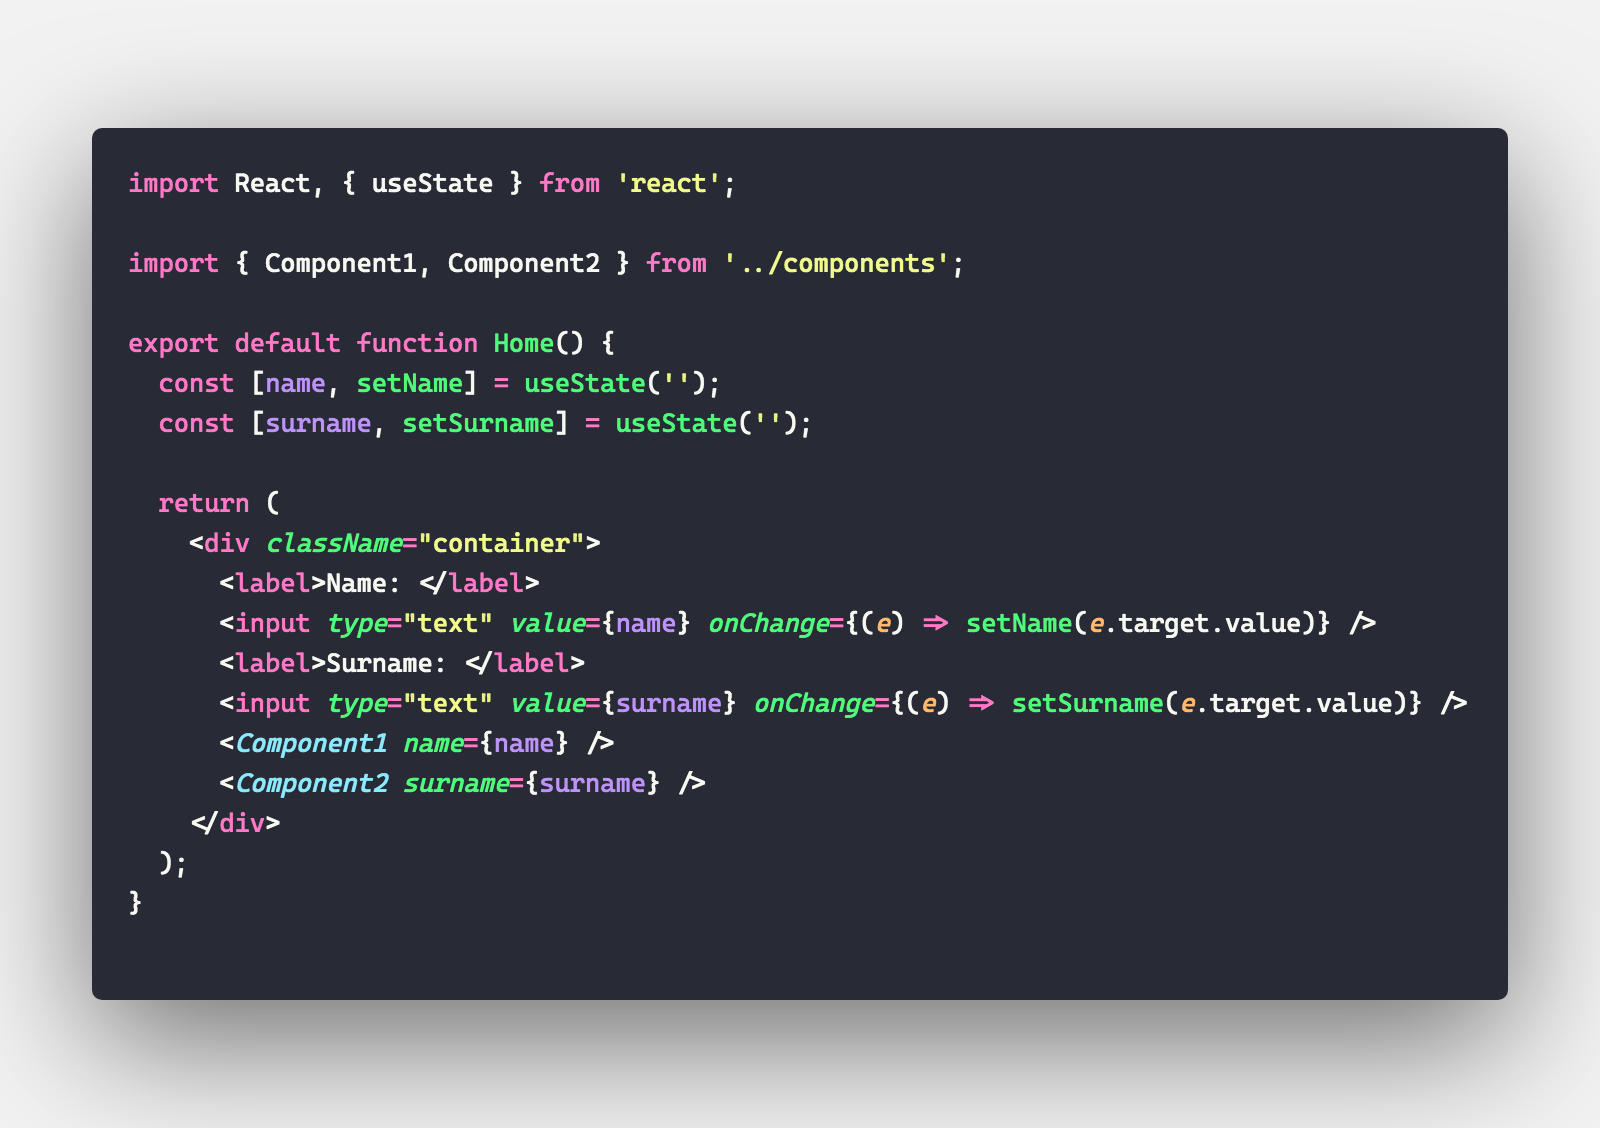 import React, { useState } from 'react';
import { Component1, Component2 } from '../components';
export default function Home() {
  const [name, setName] = useState('');
  const [surname, setSurname] = useState('');
  return (
    <div className="container">
      <label>Name: </label>
      <input type="text" value={name} onChange={(e) => setName(e.target.value)} />
      <label>Surname: </label>
      <input type="text" value={surname} onChange={(e) => setSurname(e.target.value)} />
      <Component1 name={name} />
      <Component2 surname={surname} />
    </div>
  );
}